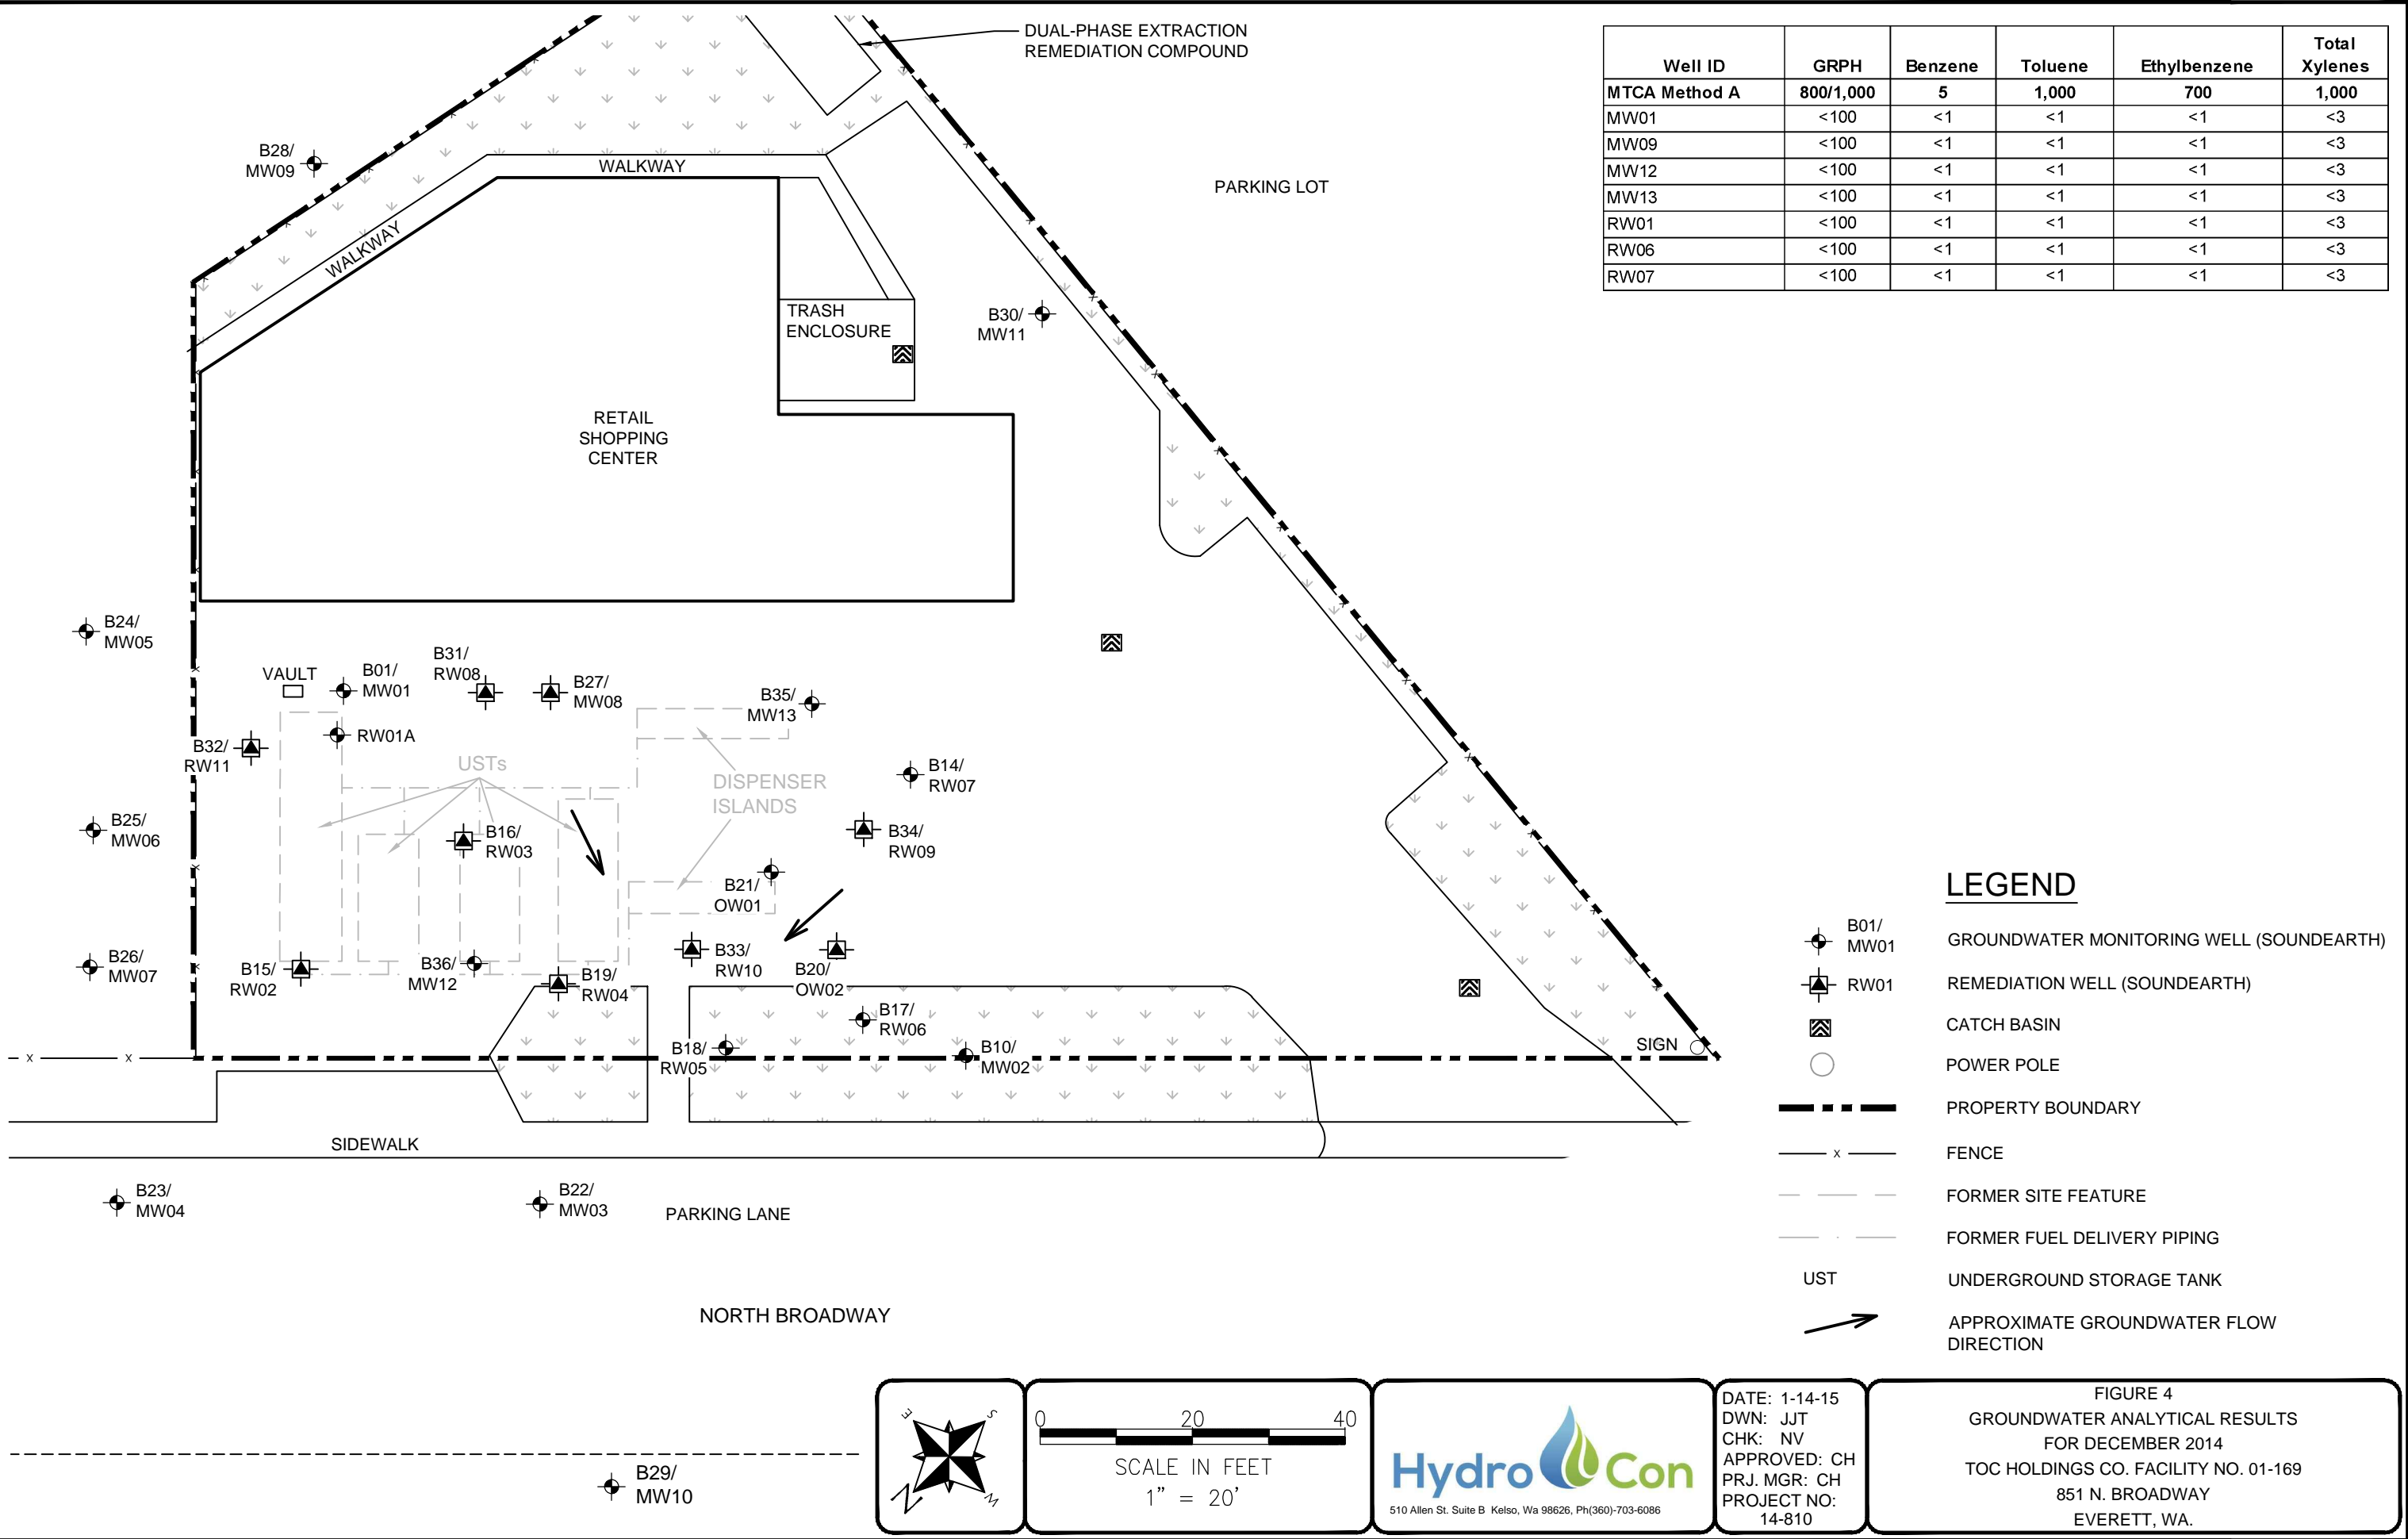 DUAL-PHASE EXTRACTION
REMEDIATION COMPOUND
Well ID GRPH Benzene Toluene Ethylbenzene Total Xylenes
MTCA Method A 800/1,000 5 1,000 700 1,000
MW01 <100 <1 <1 <1 <3
MW09 <100 <1 <1 <1 <3
MW12 <100 <1 <1 <1 <3
MW13 <100 <1 <1 <1 <3
RW01 <100 <1 <1 <1 <3
RW06 <100 <1 <1 <1 <3
RW07 <100 <1 <1 <1 <3
B28/
MW09
WALKWAY
WALKWAY
PARKING LOT
TRASH
ENCLOSURE
B30/
MW11
RETAIL
SHOPPING
CENTER
B24/
MW05
VAULT
B01/
MW01
B31/
RW08
B27/
MW08
B35/
MW13
RW01A
B32/
RW11
USTs
DISPENSER
ISLANDS
B14/
RW07
B25/
MW06
B16/
RW03
B34/
RW09
B21/
OW01
B26/
MW07
B15/
RW02
B36/
MW12
B19/
RW04
B33/
RW10
B20/
OW02
B17/
RW06
B18/
RW05
B10/
MW02
SIGN
x x
SIDEWALK
B23/
MW04
B22/
MW03
PARKING LANE
NORTH BROADWAY
B29/
MW10
LEGEND
B01/
MW01
GROUNDWATER MONITORING WELL (SOUNDEARTH)
RW01 REMEDIATION WELL (SOUNDEARTH)
CATCH BASIN
POWER POLE
PROPERTY BOUNDARY
x FENCE
FORMER SITE FEATURE
FORMER FUEL DELIVERY PIPING
UST UNDERGROUND STORAGE TANK
APPROXIMATE GROUNDWATER FLOW
DIRECTION
E S
N W
0 20 40
SCALE IN FEET
1" = 20'
Hydro Con
510 Allen St. Suite B Kelso, Wa 98626, Ph(360)-703-6086
DATE: 1-14-15
DWN: JJT
CHK: NV
APPROVED: CH
PRJ. MGR: CH
PROJECT NO:
14-810
FIGURE 4
GROUNDWATER ANALYTICAL RESULTS
FOR DECEMBER 2014
TOC HOLDINGS CO. FACILITY NO. 01-169
851 N. BROADWAY
EVERETT, WA.